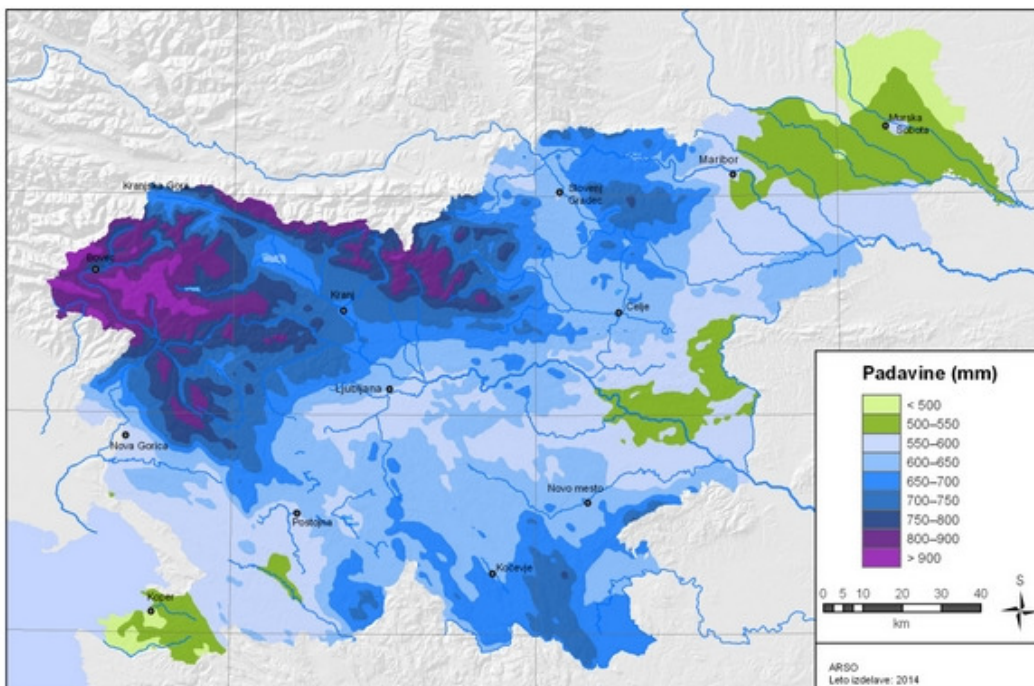 Kranjska Gora
Bovec
Kranj
Ljubljana
Nova Gorica
Postojna
Koper
Kočevje
Novo mesto
Celje
Slovenj
Gradec
Maribor
Murska
Sobota
Padavine (mm)
< 500
500–550
550–600
600–650
650–700
700–750
750–800
800–900
> 900
S
0 5 10 20 30 40
km
ARSO
Leto izdelave: 2014